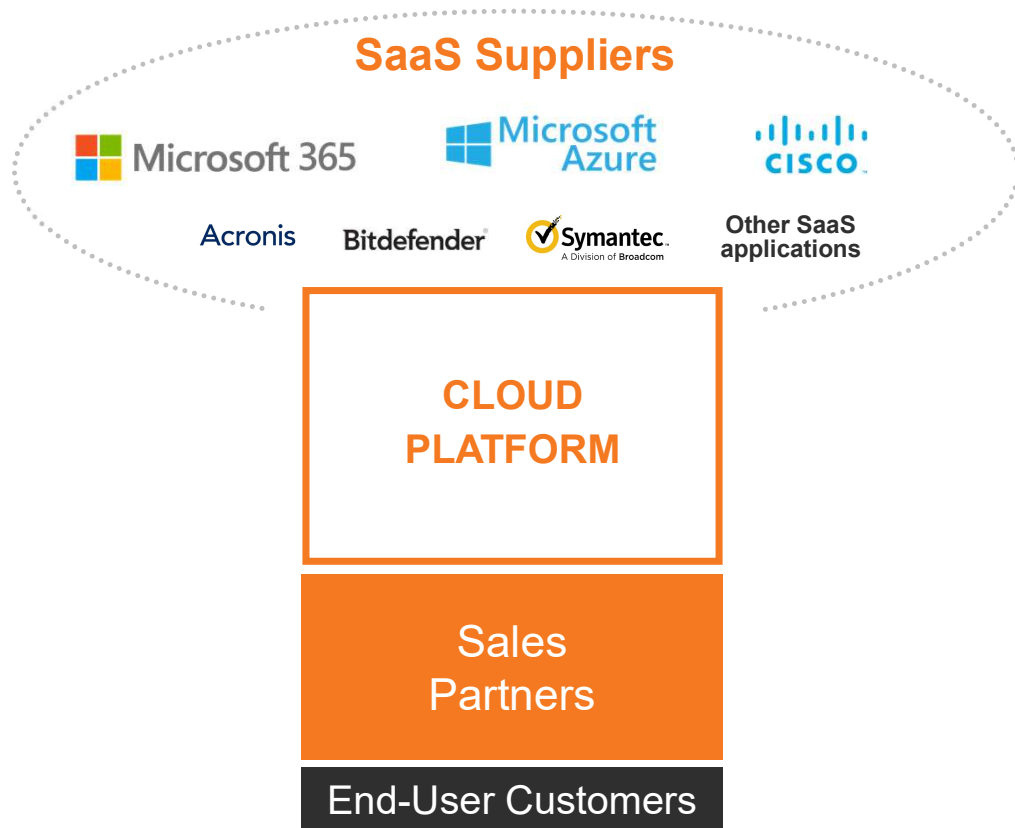 SaaS Suppliers
Microsoft 365
Microsoft
Azure
CISCO
Acronis
Bitdefender
Symantec
A Division of Broadcom
Other SaaS
applications
CLOUD
PLATFORM
Sales
Partners
End-User Customers